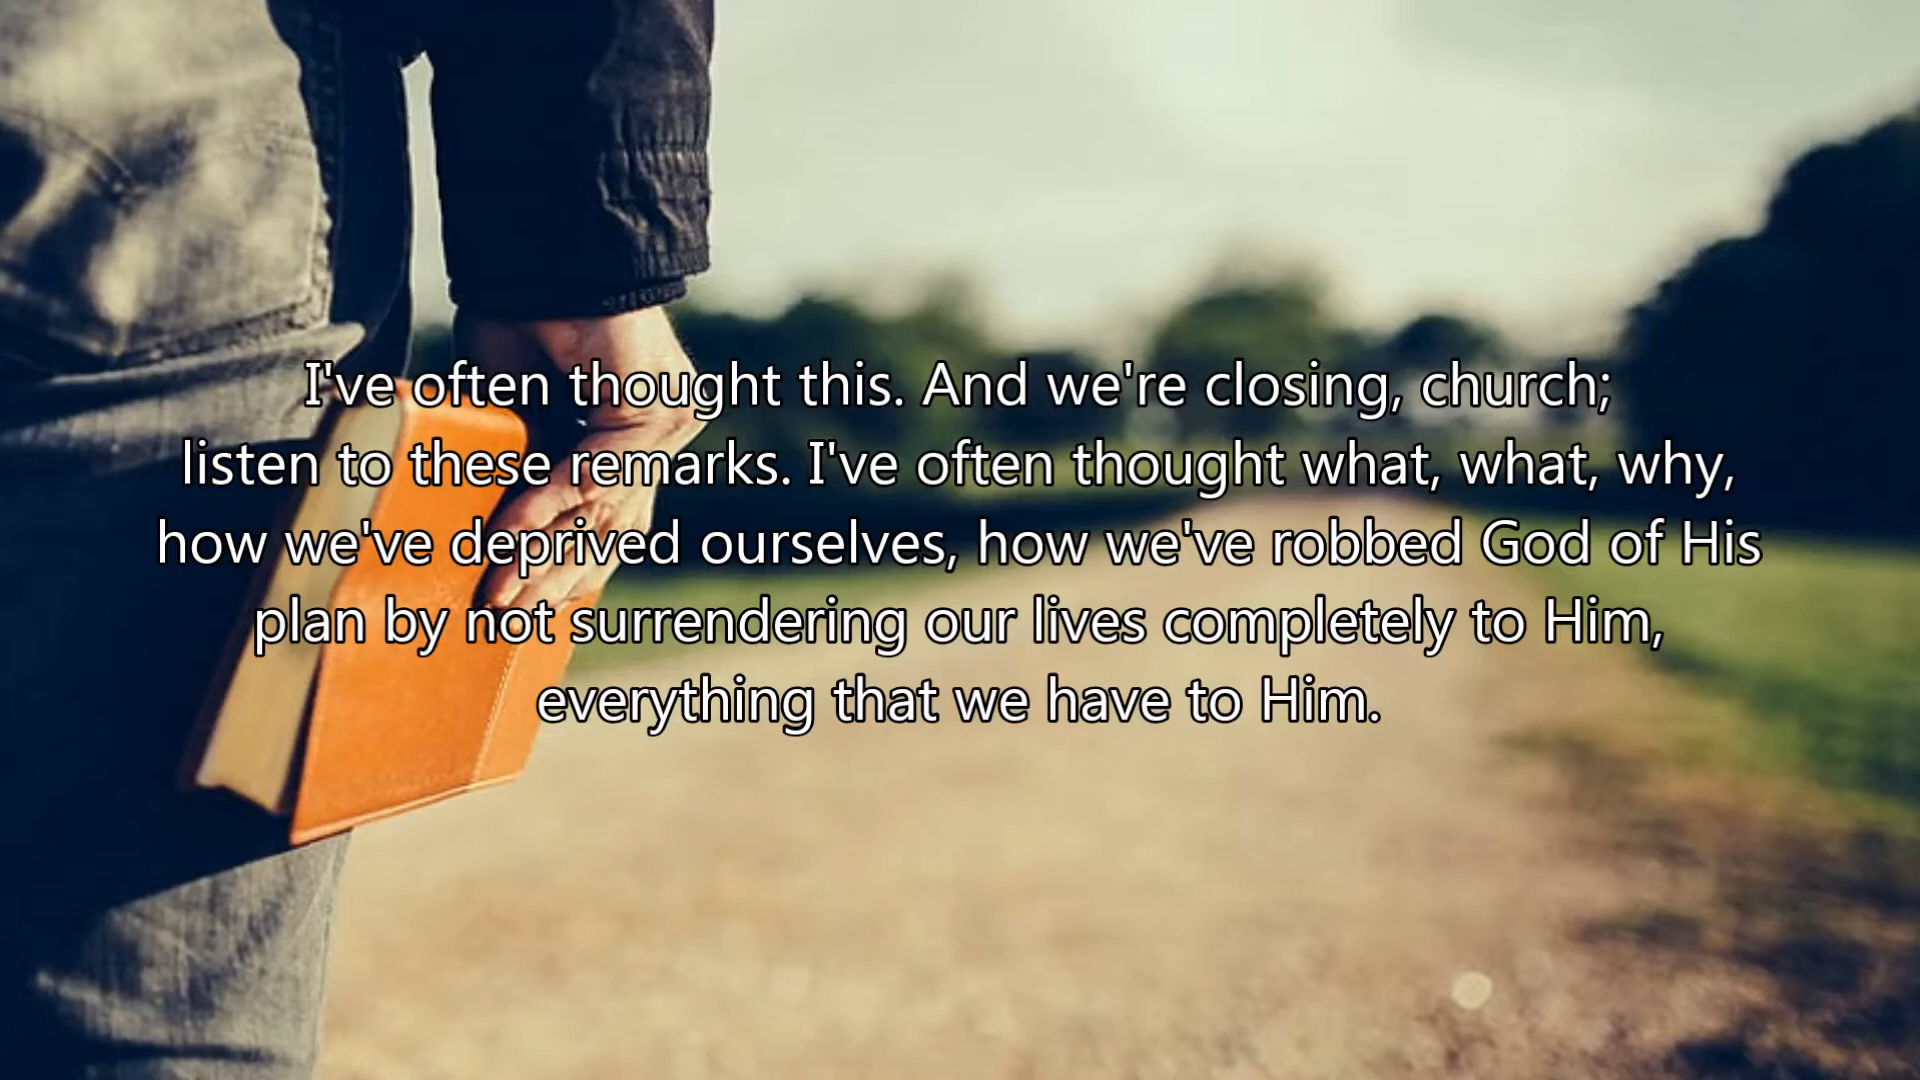 I've often thought this. And we're closing, church;
listen to these remarks. I've often thought what, what, why,
how we've deprived ourselves, how we've robbed God of His
plan by not surrendering our lives completely to Him,
everything that we have to Him.